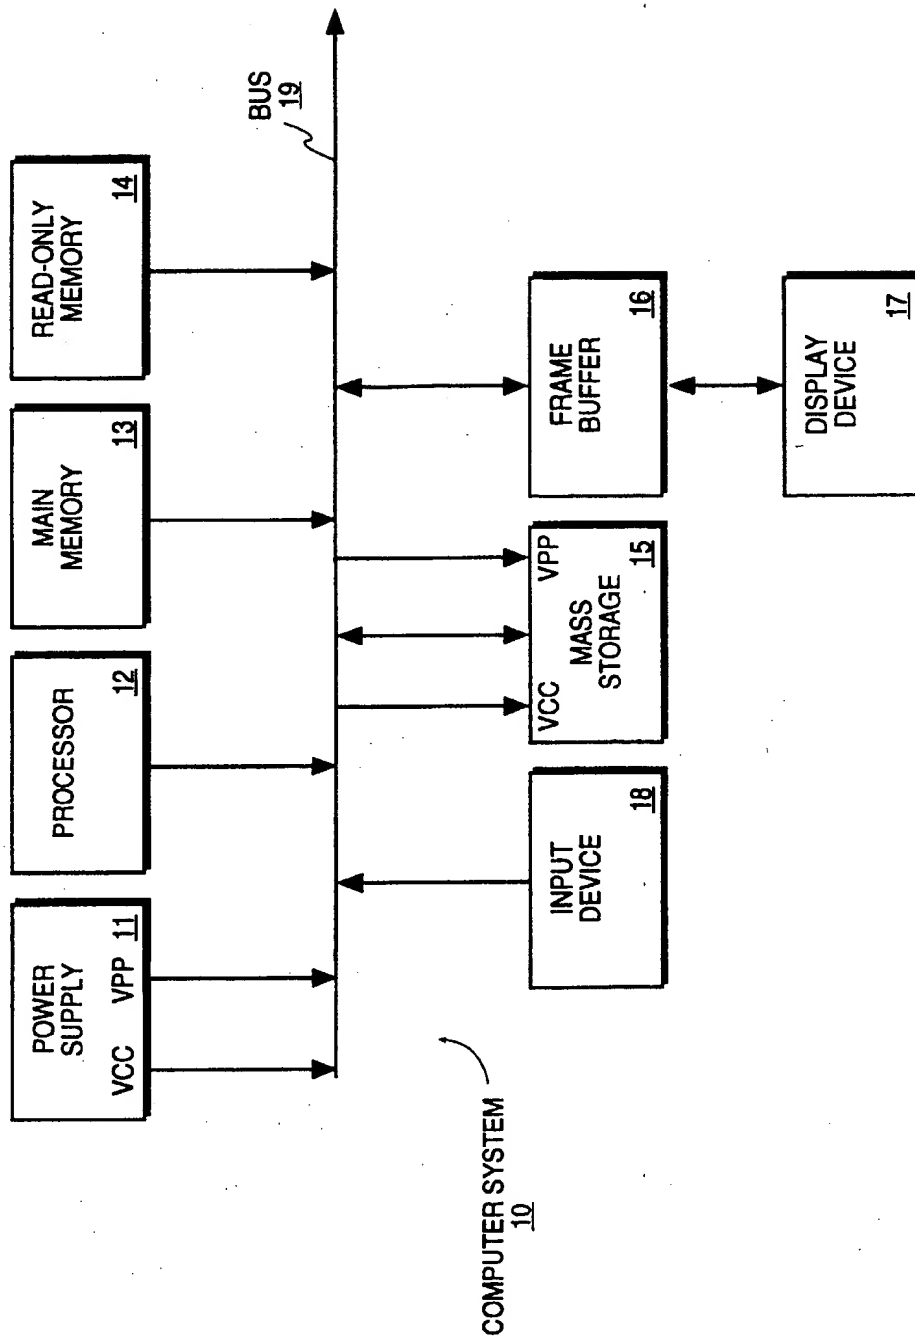 POWER
SUPPLY
VCC VPP
11
PROCESSOR
12
MAIN
MEMORY
13
READ-ONLY
MEMORY
14
BUS
19
INPUT
DEVICE
18
VCC VPP
MASS
STORAGE
15
FRAME
BUFFER
16
DISPLAY
DEVICE
17
COMPUTER SYSTEM
10